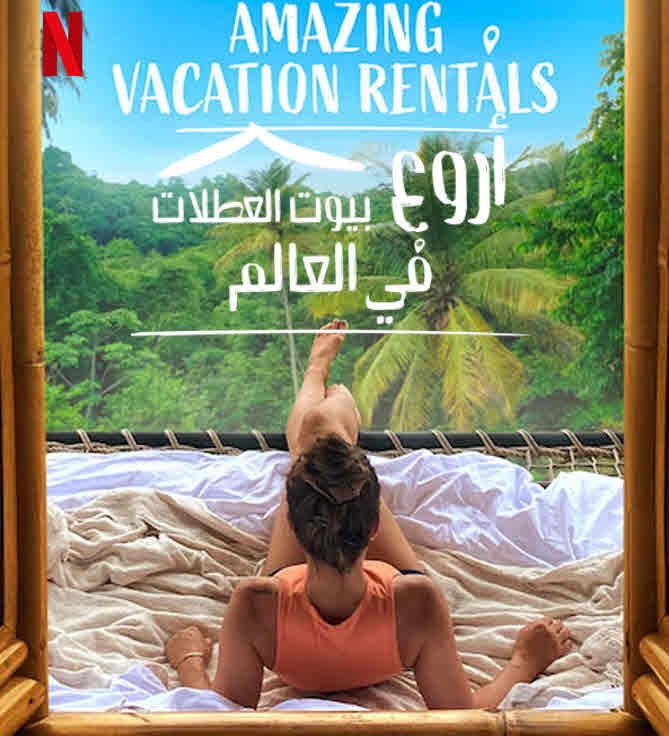 N
AMAZING
VACATION RENTALS
أروع بيوت العطلات
في العالم